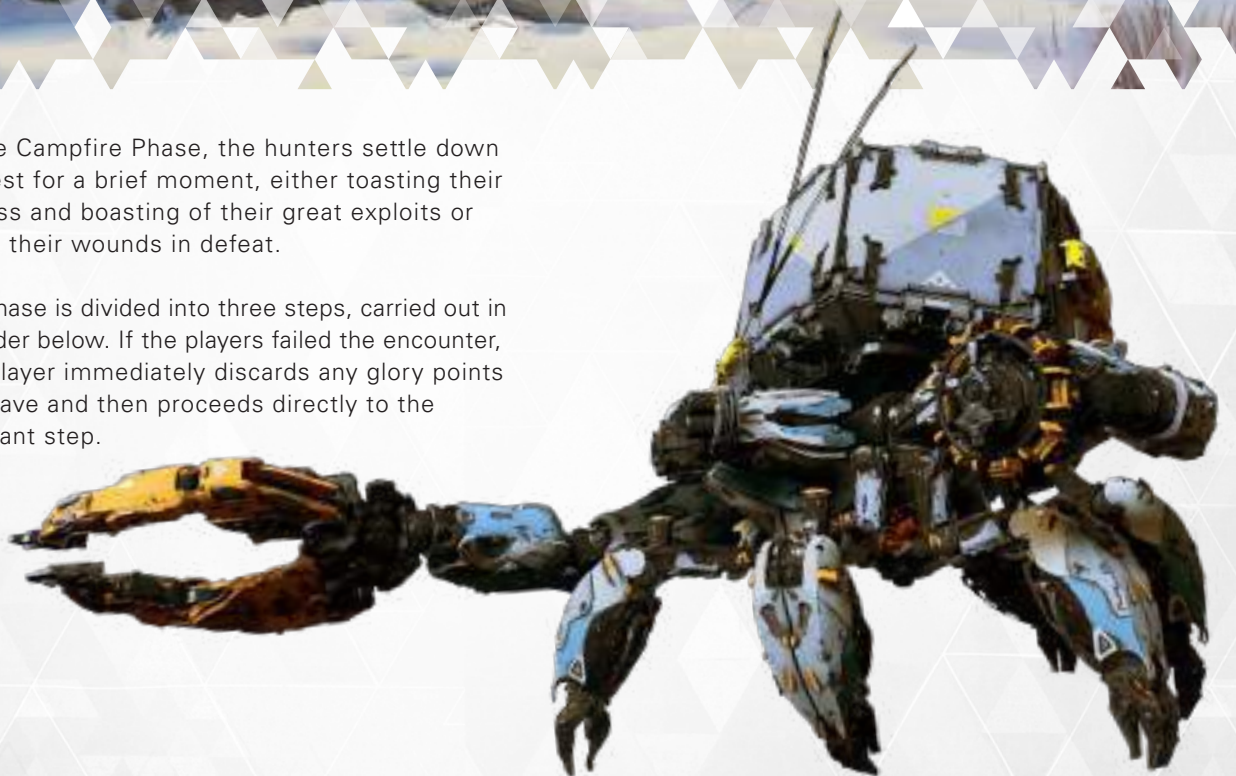 e Campfire Phase, the hunters settle down
est for a brief moment, either toasting their
ss and boasting of their great exploits or
their wounds in defeat.
hase is divided into three steps, carried out in
der below. If the players failed the encounter,
layer immediately discards any glory points
ave and then proceeds directly to the
ant step.